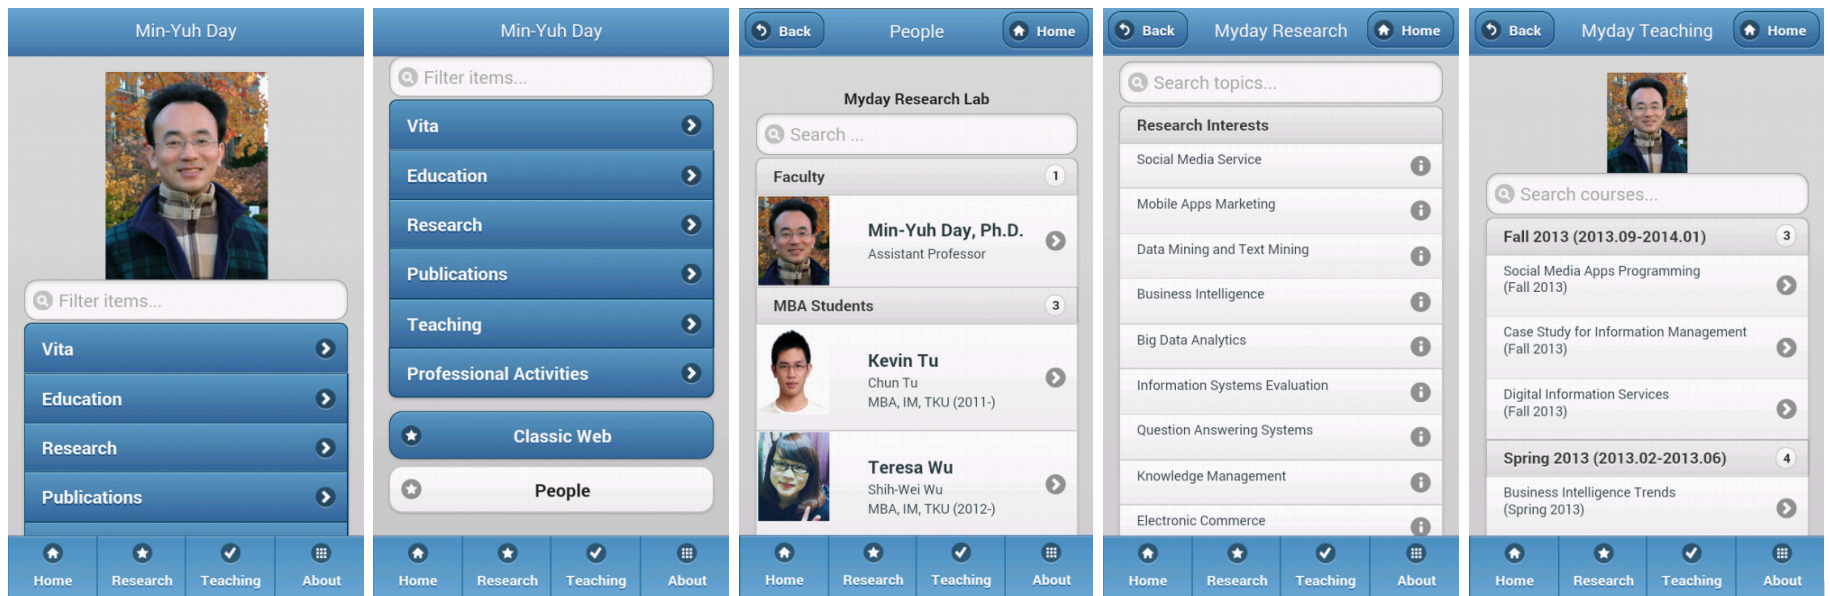 Min-Yuh Day
Filter items...
Vita
Education
Research
Publications
Home
Research
Teaching
About
Min-Yuh Day
Filter items...
Vita
Education
Research
Publications
Teaching
Professional Activities
Classic Web
People
Home
Research
Teaching
About
Back
People
Home
Myday Research Lab
Search ...
Faculty
1
Min-Yuh Day, Ph.D.
Assistant Professor
MBA Students
3
Kevin Tu
Chun Tu
MBA, IM, TKU (2011-)
Teresa Wu
Shih-Wei Wu
MBA, IM, TKU (2012-)
Home
Research
Teaching
About
Back
Myday Research
Home
Search topics...
Research Interests
Social Media Service
Mobile Apps Marketing
Data Mining and Text Mining
Business Intelligence
Big Data Analytics
Information Systems Evaluation
Question Answering Systems
Knowledge Management
Electronic Commerce
Home
Research
Teaching
About
Back
Myday Teaching
Home
Search courses...
Fall 2013 (2013.09-2014.01)
3
Social Media Apps Programming
(Fall 2013)
Case Study for Information Management
(Fall 2013)
Digital Information Services
(Fall 2013)
Spring 2013 (2013.02-2013.06)
4
Business Intelligence Trends
(Spring 2013)
Home
Research
Teaching
About